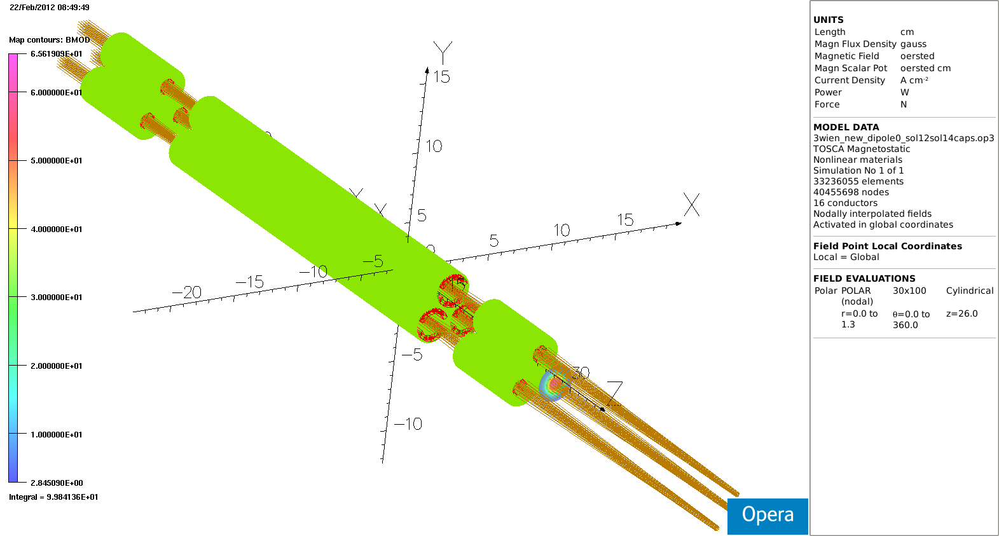 22/Feb/2012 08:49:49
Map contours: BMOD
6.561909E+01
6.000000E+01
5.000000E+01
4.000000E+01
3.000000E+01
2.000000E+01
1.000000E+01
2.845090E+00
Integral = 9.984136E+01
Y
15
10
5
0
-5
-10
X
15
10
5
-5
-10
-15
-20
Y
X
15
30
Z
Opera
UNITS
Length cm
Magn Flux Density gauss
Magnetic Field oersted
Magn Scalar Pot oersted cm
Current Density A cm-2
Power W
Force N
MODEL DATA
3wien_new_dipole0_sol12sol14caps.op3
TOSCA Magnetostatic
Nonlinear materials
Simulation No 1 of 1
33236055 elements
40455698 nodes
16 conductors
Nodally interpolated fields
Activated in global coordinates
Field Point Local Coordinates
Local = Global
FIELD EVALUATIONS
Polar POLAR 30x100 Cylindrical
(nodal)
r=0.0 to θ=0.0 to z=26.0
1.3 360.0